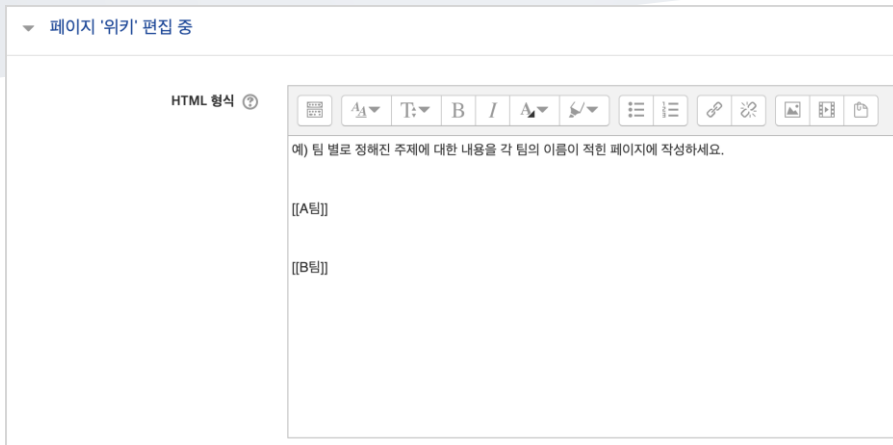 페이지 '위키' 편집 중
HTML 형식
예) 팀 별로 정해진 주제에 대한 내용을 각 팀의 이름이 적힌 페이지에 작성하세요.
[[A팀]]
[[B팀]]